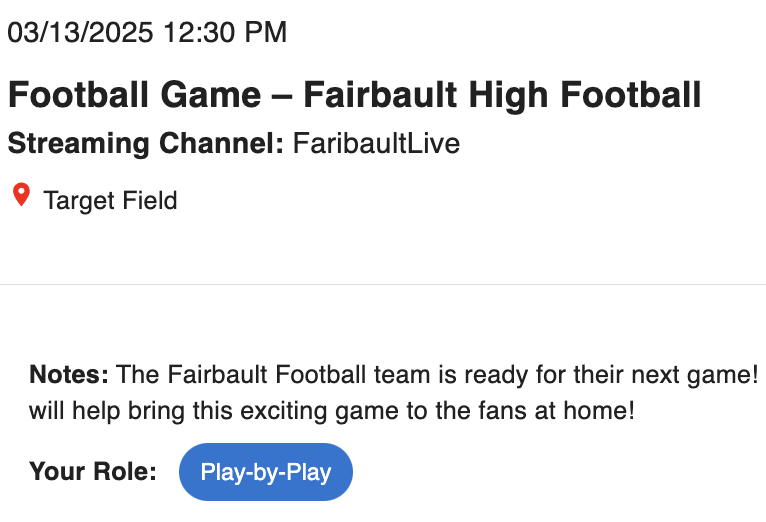 03/13/2025 12:30 PM
Football Game – Fairbault High Football
Streaming Channel: FaribaultLive
Target Field
Notes: The Fairbault Football team is ready for their next game!
will help bring this exciting game to the fans at home!
Your Role: Play-by-Play